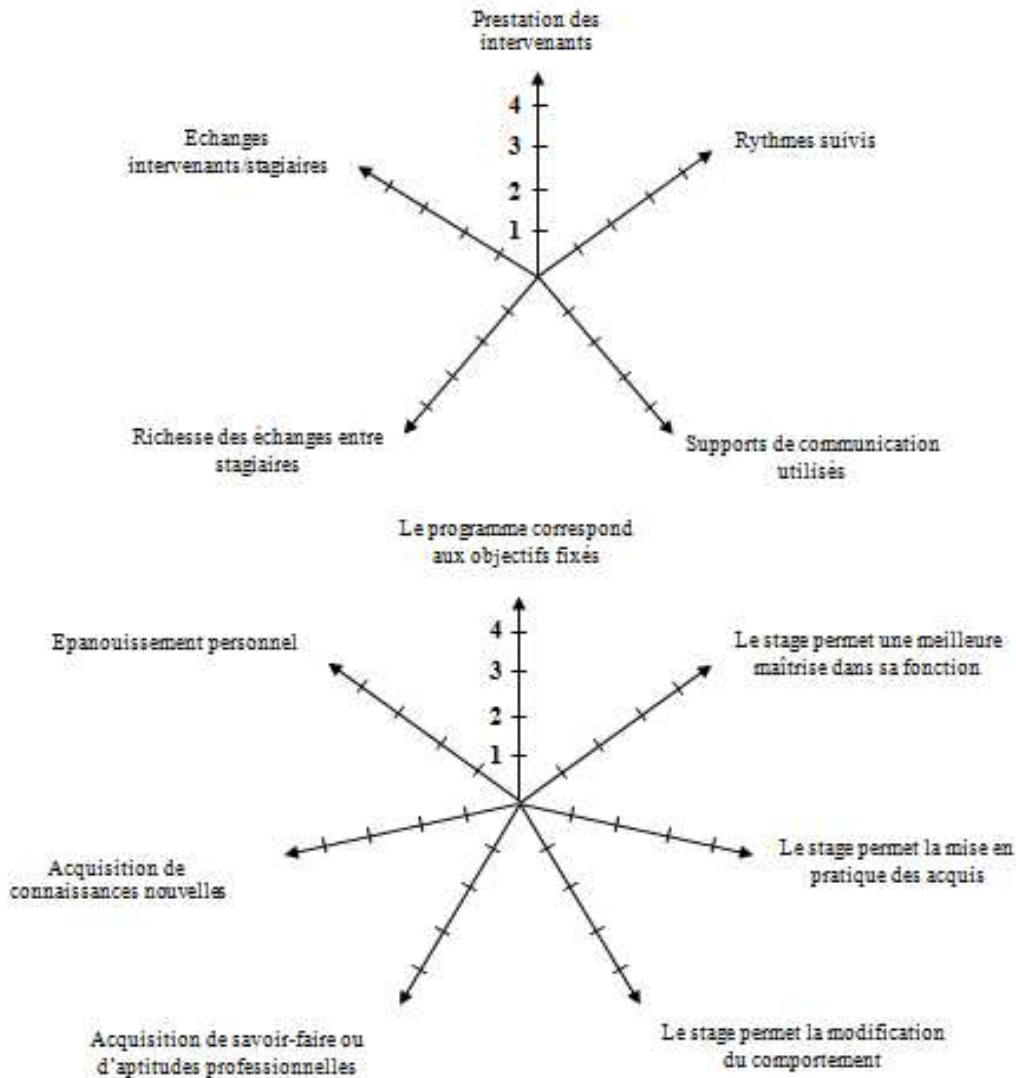 Prestation des
intervenants
4
3
2
1
Echanges
intervenants/stagiaires
Rythmes suivis
Richesse des échanges entre
stagiaires
Supports de communication
utilisés
Le programme correspond
aux objectifs fixés
4
3
2
1
Epanouissement personnel
Le stage permet une meilleure
maîtrise dans sa fonction
Acquisition de
connaissances nouvelles
Le stage permet la mise en
pratique des acquis
Acquisition de savoir-faire ou
d'aptitudes professionnelles
Le stage permet la modification
du comportement